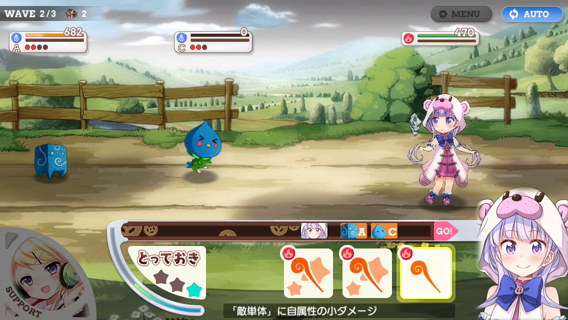 WAVE 2/3 2
MENU
AUTO
682
A
0
C
470
A C GO!
とっておき
SUPPORT
「敵単体」に自属性の小ダメージ